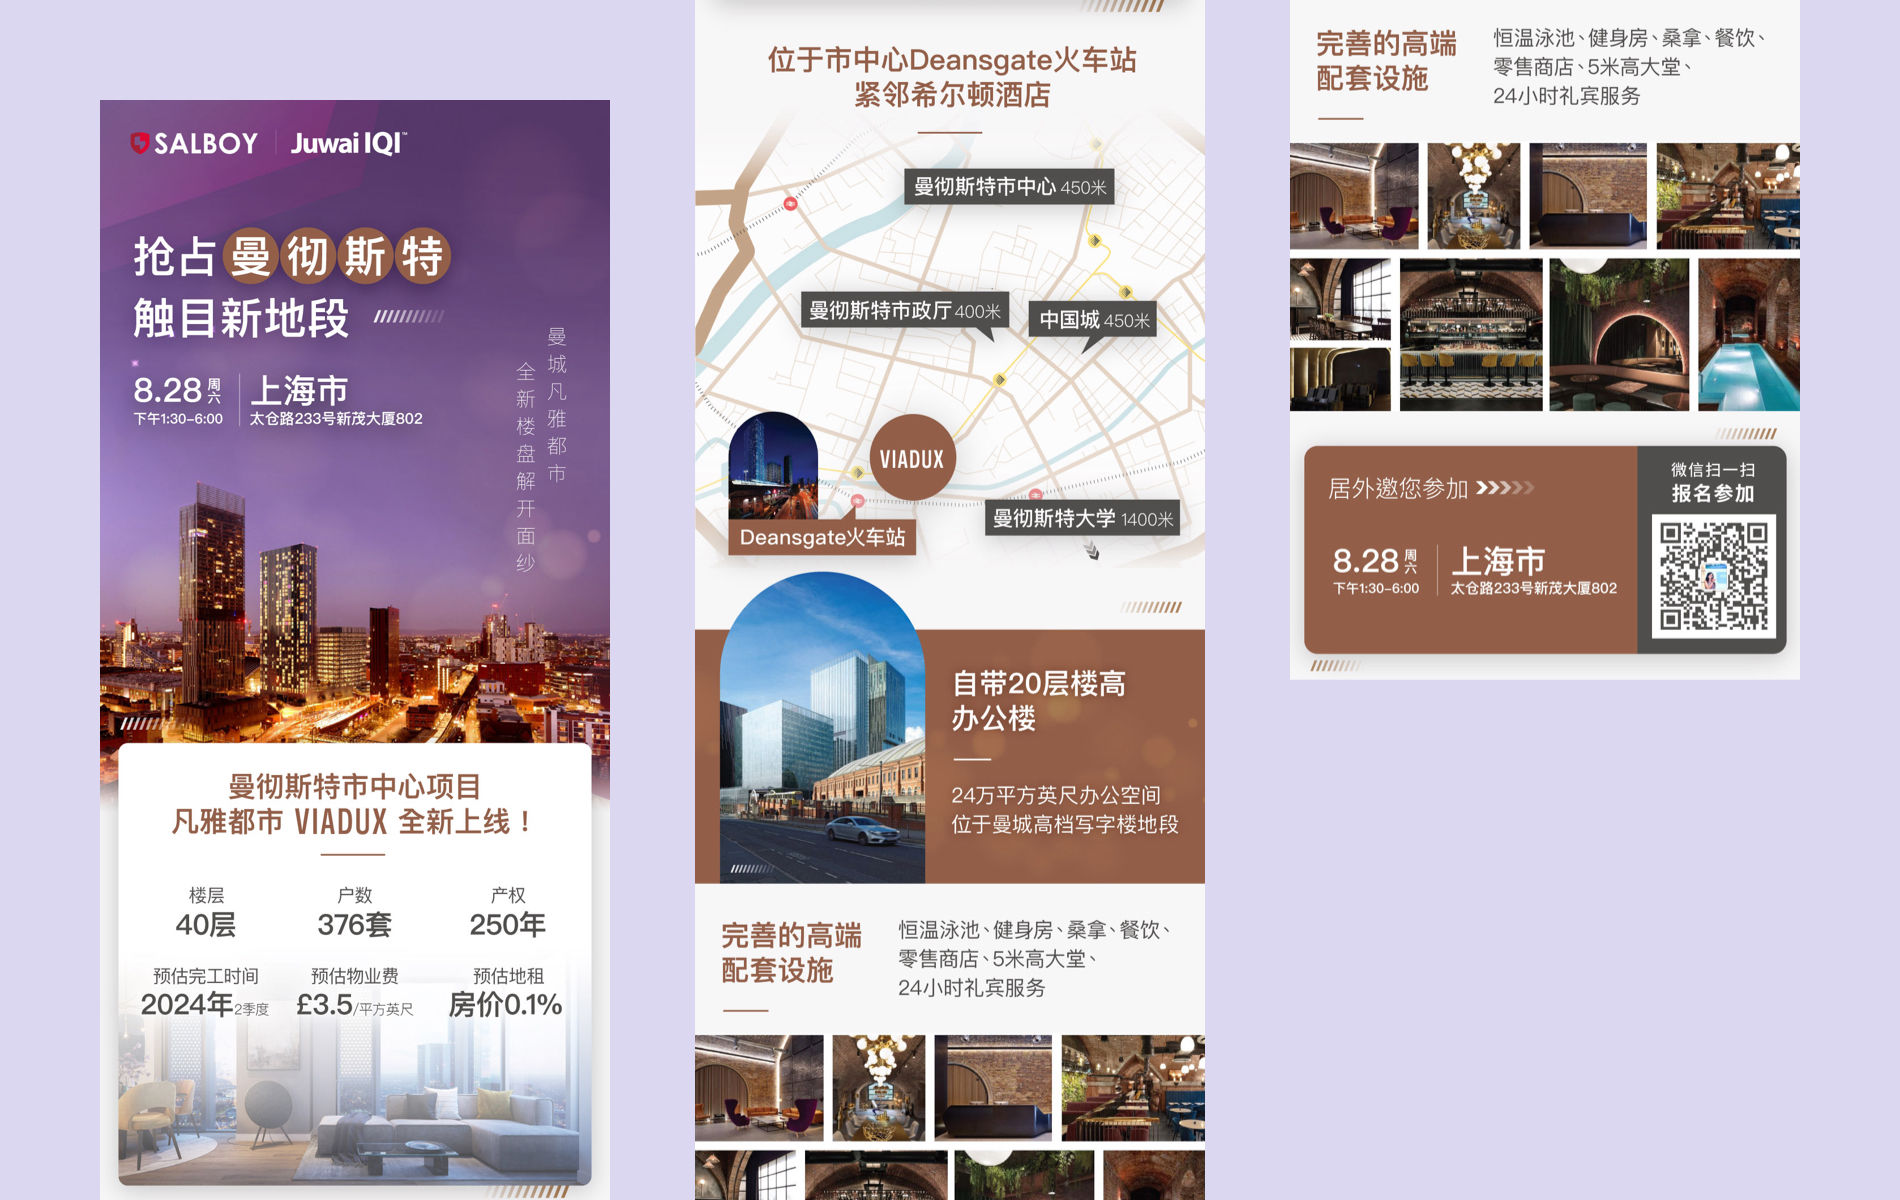 SALBOY
Juwai IQI™
抢占曼彻斯特
触目新地段
曼城凡雅都市
全新楼盘解开面纱
8.28 周六
下午1:30-6:00
上海市
太仓路233号新茂大厦802
曼彻斯特市中心项目
凡雅都市 VIADUX 全新上线！
楼层
40层
户数
376套
产权
250年
预估完工时间
2024年2季度
预估物业费
£3.5/平方英尺
预估地租
房价0.1%
位于市中心Deansgate火车站
紧邻希尔顿酒店
曼彻斯特市中心 450米
曼彻斯特市政厅 400米
中国城 450米
VIADUX
曼彻斯特大学 1400米
Deansgate火车站
自带20层楼高
办公楼
24万平方英尺办公空间
位于曼城高档写字楼地段
完善的高端
配套设施
恒温泳池、健身房、桑拿、餐饮、
零售商店、5米高大堂、
24小时礼宾服务
完善的高端
配套设施
恒温泳池、健身房、桑拿、餐饮、
零售商店、5米高大堂、
24小时礼宾服务
居外邀您参加
8.28 周六
下午1:30-6:00
上海市
太仓路233号新茂大厦802
微信扫一扫
报名参加